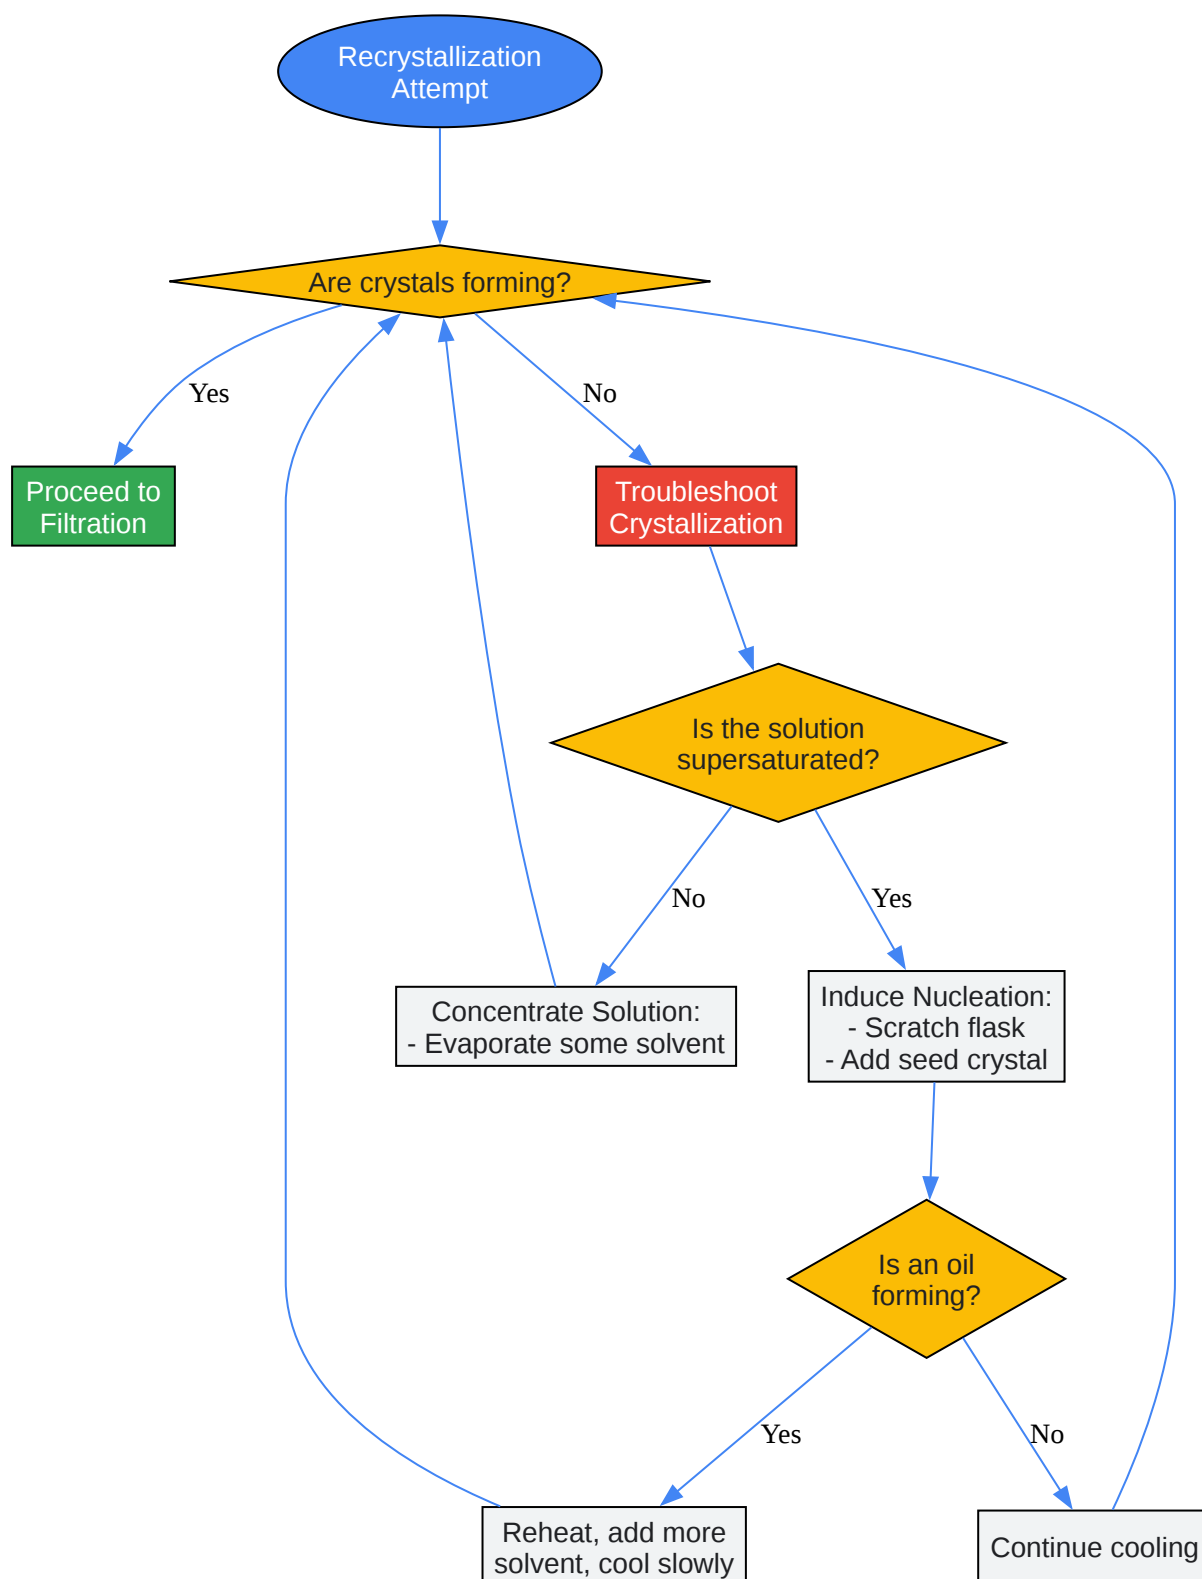 Recrystallization
Attempt
Are crystals forming?
Yes
No
Proceed to
Filtration
Troubleshoot
Crystallization
Is the solution
supersaturated?
No
Yes
Concentrate Solution:
- Evaporate some solvent
Induce Nucleation:
- Scratch flask
- Add seed crystal
Is an oil
forming?
Yes
No
Reheat, add more
solvent, cool slowly
Continue cooling